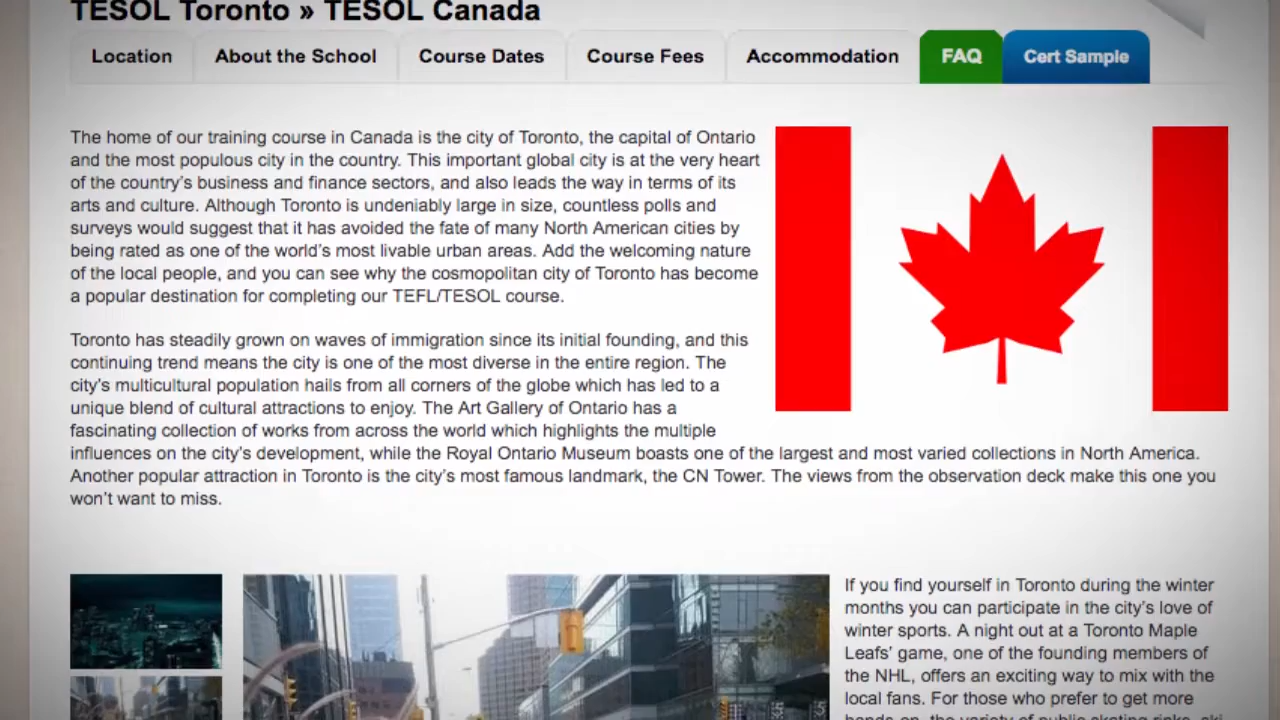 TESOL Toronto » TESOL Canada
Location About the School Course Dates Course Fees Accommodation FAQ Cert Sample
The home of our training course in Canada is the city of Toronto, the capital of Ontario
and the most populous city in the country. This important global city is at the very heart
of the country's business and finance sectors, and also leads the way in terms of its
arts and culture. Although Toronto is undeniably large in size, countless polls and
surveys would suggest that it has avoided the fate of many North American cities by
being rated as one of the world's most livable urban areas. Add the welcoming nature
of the local people, and you can see why the cosmopolitan city of Toronto has become
a popular destination for completing our TEFL/TESOL course.
Toronto has steadily grown on waves of immigration since its initial founding, and this
continuing trend means the city is one of the most diverse in the entire region. The
city's multicultural population hails from all corners of the globe which has led to a
unique blend of cultural attractions to enjoy. The Art Gallery of Ontario has a
fascinating collection of works from across the world which highlights the multiple
influences on the city's development, while the Royal Ontario Museum boasts one of the largest and most varied collections in North America.
Another popular attraction in Toronto is the city's most famous landmark, the CN Tower. The views from the observation deck make this one you
won't want to miss.
If you find yourself in Toronto during the winter
months you can participate in the city's love of
winter sports. A night out at a Toronto Maple
Leafs' game, one of the founding members of
the NHL, offers an exciting way to mix with the
local fans. For those who prefer to get more